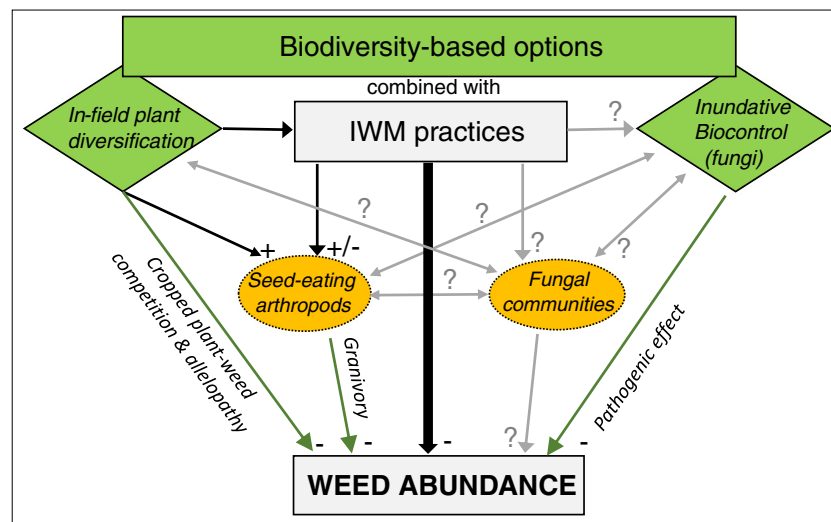 Biodiversity-based options
combined with
In-field plant
diversification
IWM practices
?
Inundative
Biocontrol
(fungi)
?
?
?
?
+
+/-
Seed-eating
arthropods
?
Fungal
communities
Cropped plant-weed
competition & allelopathy
Granivory
Pathogenic effect
-
-
-
?
-
WEED ABUNDANCE